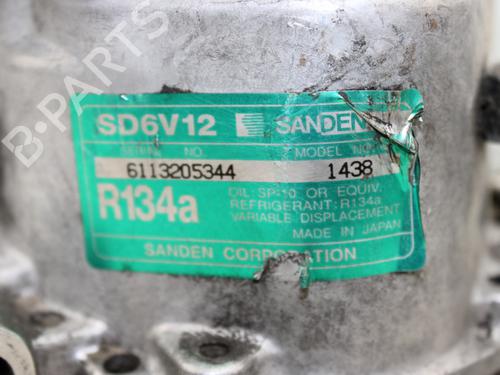 B-PARTS
SD6V12 SANDEN
SERIAL NO. MODEL NO.
6113205344 1438
R134a
OIL: SP-10 OR EQUIV.
REFRIGERANT: R134a
VARIABLE DISPLACEMENT
MADE IN JAPAN
SANDEN CORPORATION